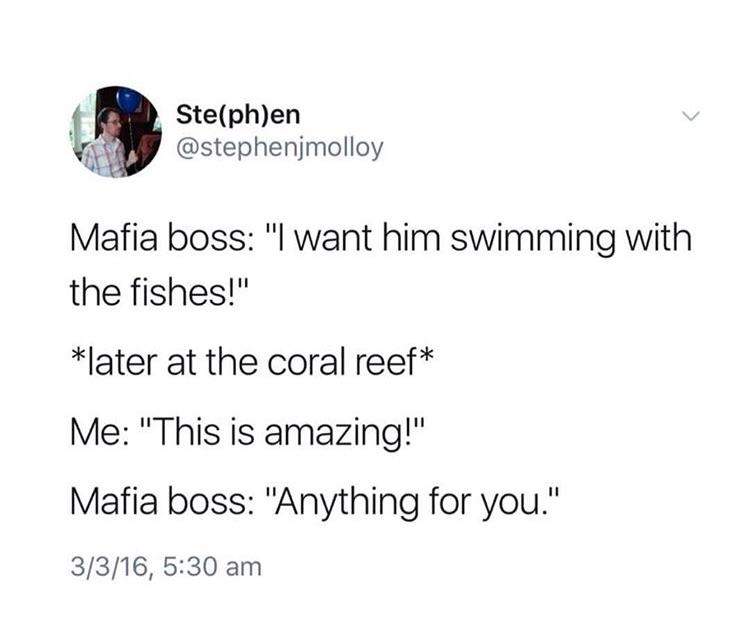 Ste(ph)en
@stephenjmolloy
Mafia boss: "I want him swimming with
the fishes!"
*later at the coral reef*
Me: "This is amazing!"
Mafia boss: "Anything for you."
3/3/16, 5:30 am